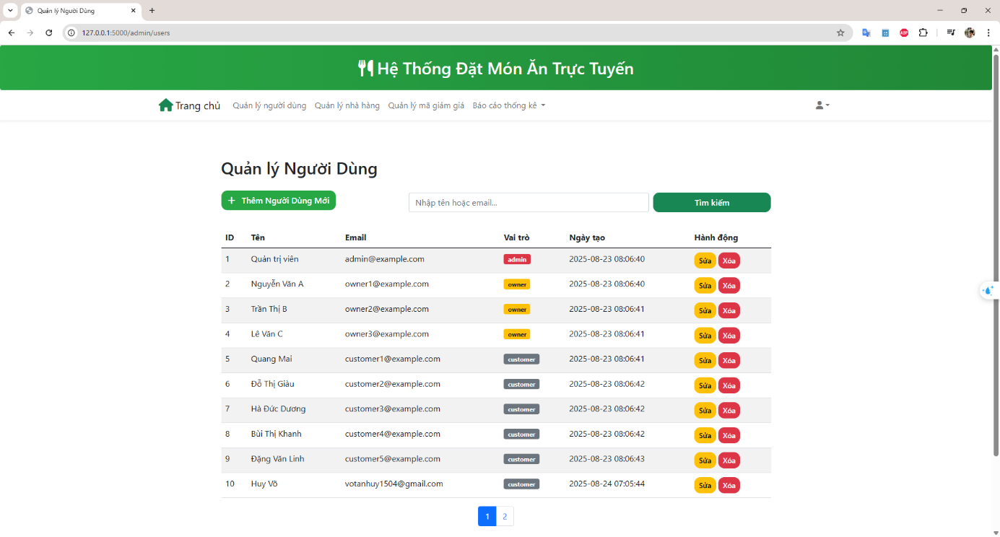 Quản lý Người Dùng
127.0.0.1:5000/admin/users
ABP
Hệ Thống Đặt Món Ăn Trực Tuyến
Trang chủ Quản lý người dùng Quản lý nhà hàng Quản lý mã giảm giá Báo cáo thống kê
Quản lý Người Dùng
+ Thêm Người Dùng Mới Nhập tên hoặc email... Tìm kiếm
ID Tên Email Vai trò Ngày tạo Hành động
1 Quản trị viên admin@example.com admin 2025-08-23 08:06:40 Sửa Xóa
2 Nguyễn Văn A owner1@example.com owner 2025-08-23 08:06:40 Sửa Xóa
3 Trần Thị B owner2@example.com owner 2025-08-23 08:06:41 Sửa Xóa
4 Lê Văn C owner3@example.com owner 2025-08-23 08:06:41 Sửa Xóa
5 Quang Mai customer1@example.com customer 2025-08-23 08:06:41 Sửa Xóa
6 Đỗ Thị Giàu customer2@example.com customer 2025-08-23 08:06:42 Sửa Xóa
7 Hà Đức Dương customer3@example.com customer 2025-08-23 08:06:42 Sửa Xóa
8 Bùi Thị Khanh customer4@example.com customer 2025-08-23 08:06:42 Sửa Xóa
9 Đặng Văn Linh customer5@example.com customer 2025-08-23 08:06:43 Sửa Xóa
10 Huy Võ votanhuy1504@gmail.com customer 2025-08-24 07:05:44 Sửa Xóa
1 2